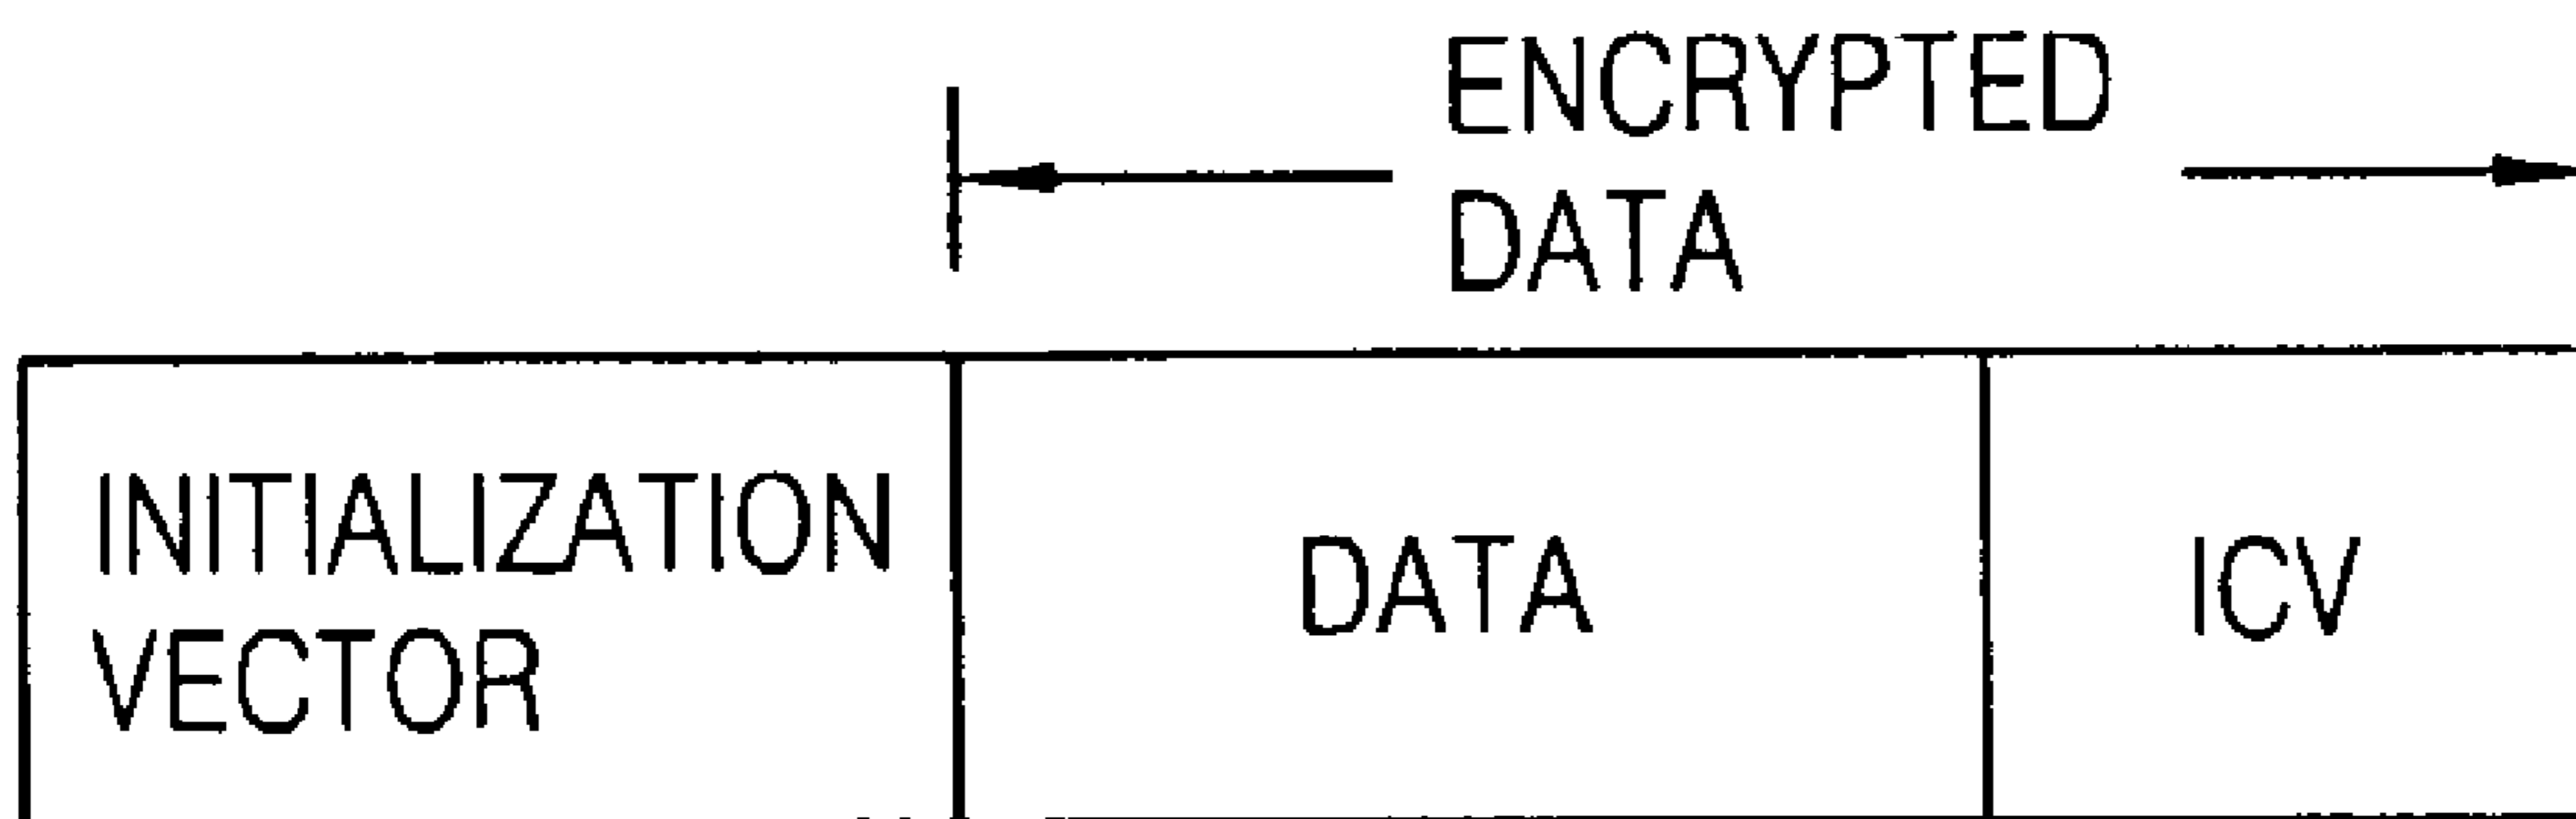 ENCRYPTED
DATA
INITIALIZATION
VECTOR
DATA
ICV